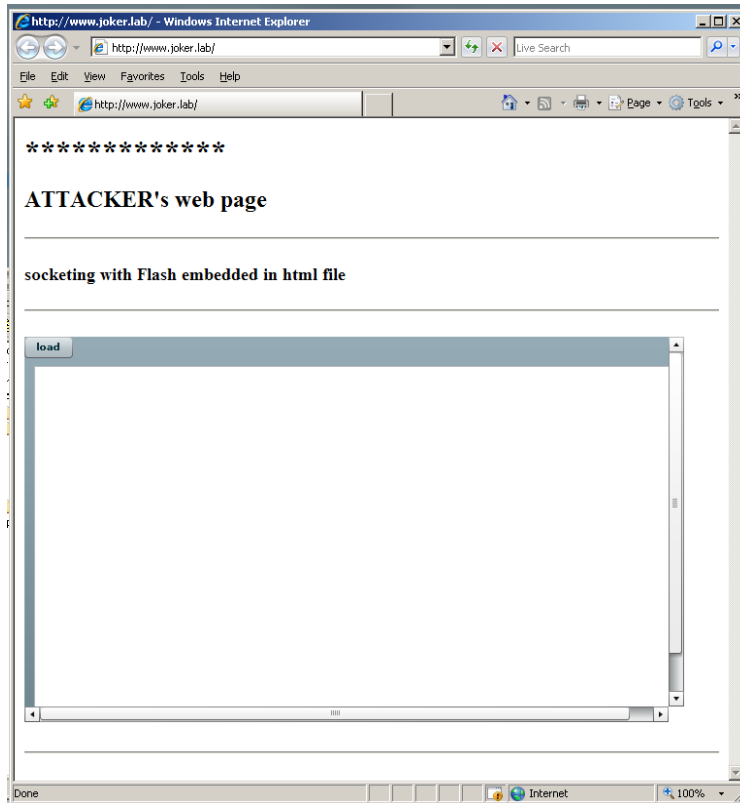 http://www.joker.lab/ - Windows Internet Explorer
http://www.joker.lab/
Live Search
File Edit View Favorites Tools Help
http://www.joker.lab/
Page Tools »
*************
ATTACKER's web page
socketing with Flash embedded in html file
load
Done
Internet
100%